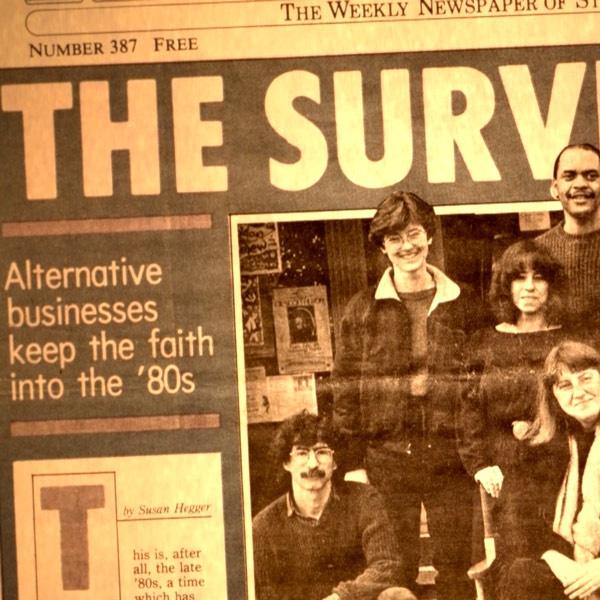 THE WEEKLY NEWSPAPER OF ST
NUMBER 387 FREE
THE SURV
Alternative
businesses
keep the faith
into the '80s
by Susan Hegger
T
his is, after
all, the late
'80s, a time
which has